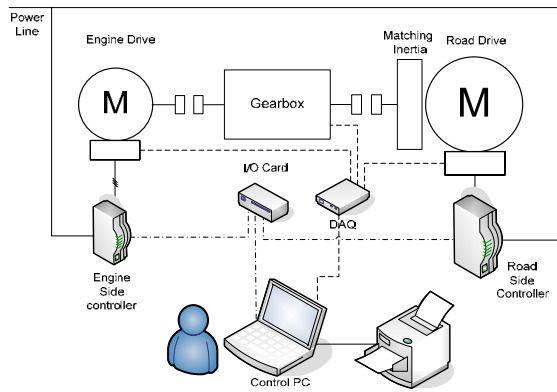 Power
Line
Engine Drive
Matching
Inertia
Road Drive
M
Gearbox
M
I/O Card
DAQ
Engine
Side
controller
Road
Side
Controller
Control PC